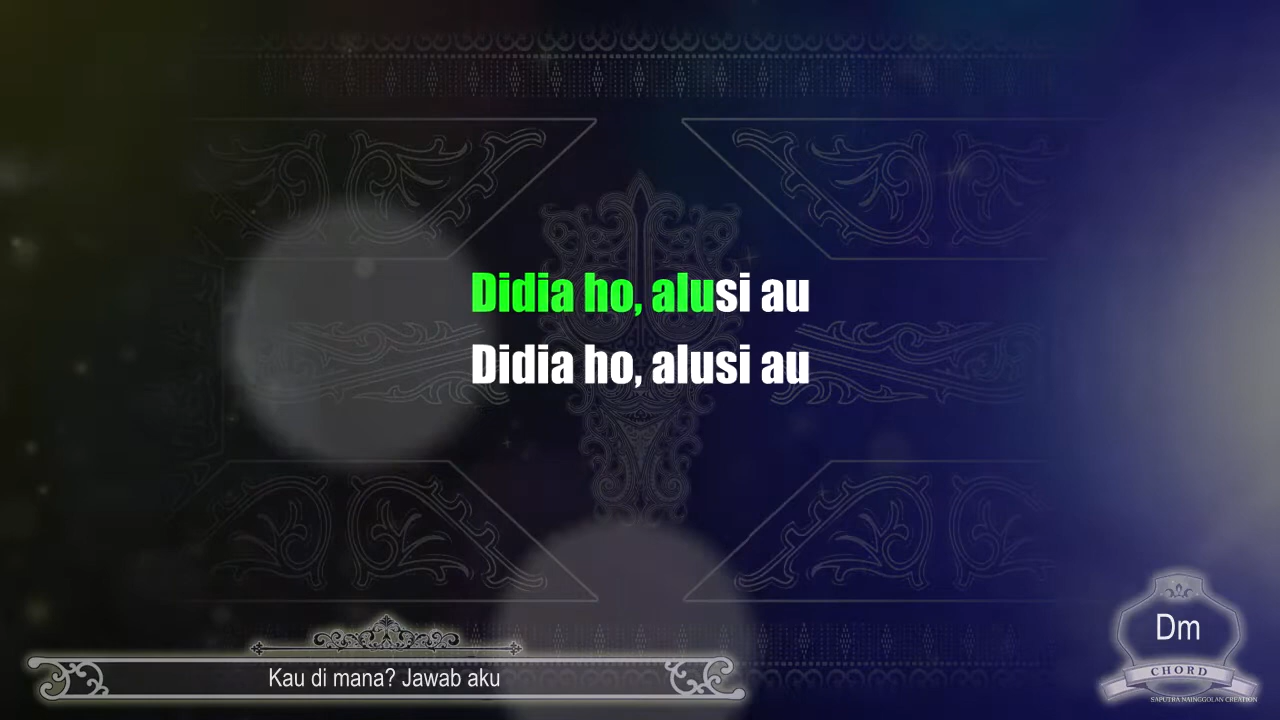 Didia ho, alusi au
Didia ho, alusi au
Dm
CHORD
Kau di mana? Jawab aku
SAPUTRA NAINGGOLAN CREATION